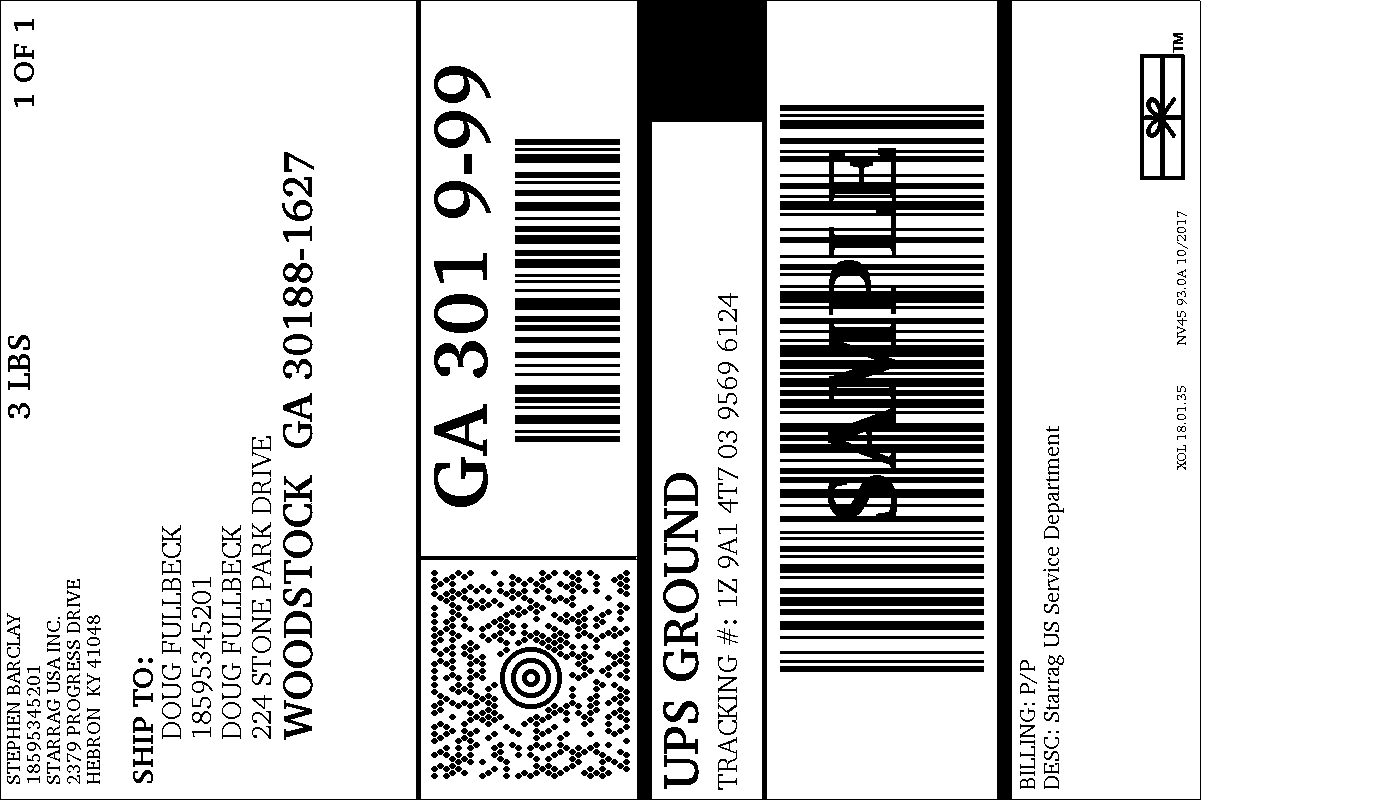 STEPHEN BARCLAY
18595345201
STARRAG USA INC.
2379 PROGRESS DRIVE
HEBRON KY 41048
3 LBS
1 OF 1
SHIP TO:
DOUG FULLBECK
18595345201
DOUG FULLBECK
224 STONE PARK DRIVE
WOODSTOCK GA 30188-1627
GA 301 9-99
UPS GROUND
TRACKING #: 1Z 9A1 4T7 03 9569 6124
SAMPLE
BILLING: P/P
DESC: Starrag US Service Department
XOL 18.01.35 NV45 93.0A 10/2017
TM